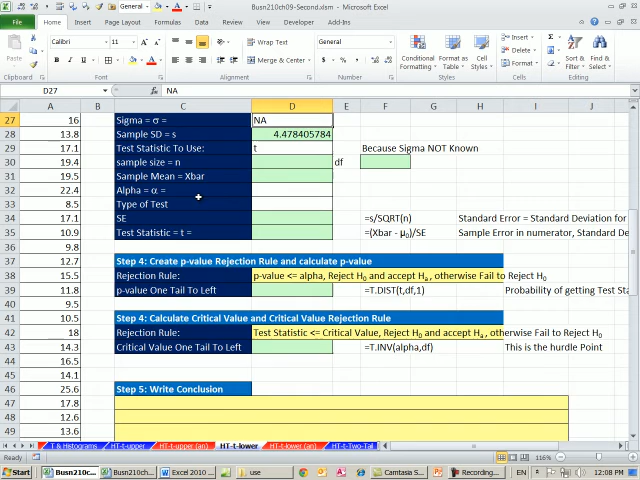 Busn210ch09-Second.xlsm - Microsoft Excel
File Home Insert Page Layout Formulas Data Review View Developer Add-Ins
Calibri 11 Wrap Text General Insert
Paste B I U Merge & Center $ % , Conditional Formatting Format as Table Cell Styles Delete Format Sort & Filter Find & Select
Clipboard Font Alignment Number Styles Cells Editing
D27 fx NA
A B C D E F G H I J
27 16 Sigma = σ = NA
28 13.8 Sample SD = s 4.478405784
29 17.1 Test Statistic To Use: t Because Sigma NOT Known
30 19.4 sample size = n df
31 19.5 Sample Mean = Xbar
32 22.4 Alpha = α =
33 8.5 Type of Test
34 17.1 SE =s/SQRT(n) Standard Error = Standard Deviation for
35 10.9 Test Statistic = t = =(Xbar - μ0)/SE Sample Error in numerator, Standard D
36 9.8
37 12.7 Step 4: Create p-value Rejection Rule and calculate p-value
38 15.5 Rejection Rule: p-value <= alpha, Reject H0 and accept Ha, otherwise Fail to Reject H0
39 11.8 p-value One Tail To Left =T.DIST(t,df,1) Probability of getting Test Sta
40 9.5
41 10.5 Step 4: Calculate Critical Value and Critical Value Rejection Rule
42 18 Rejection Rule: Test Statistic <= Critical Value, Reject H0 and accept Ha, otherwise Fail to Reject H0
43 14.3 Critical Value One Tail To Left =T.INV(alpha,df) This is the hurdle Point
44 16.5
45 14.5
46 25.6 Step 5: Write Conclusion
47 17.8
48 12.6
49 13.6
T & Histograms HT-t-upper HT-t-upper (an) HT-t-lower HT-t-lower (an) HT-t-Two-Tail
Ready 116%
Start Busn210c... Busn210ch... Word 2010 ... use Camtasia S... Recording... EN 12:08 PM